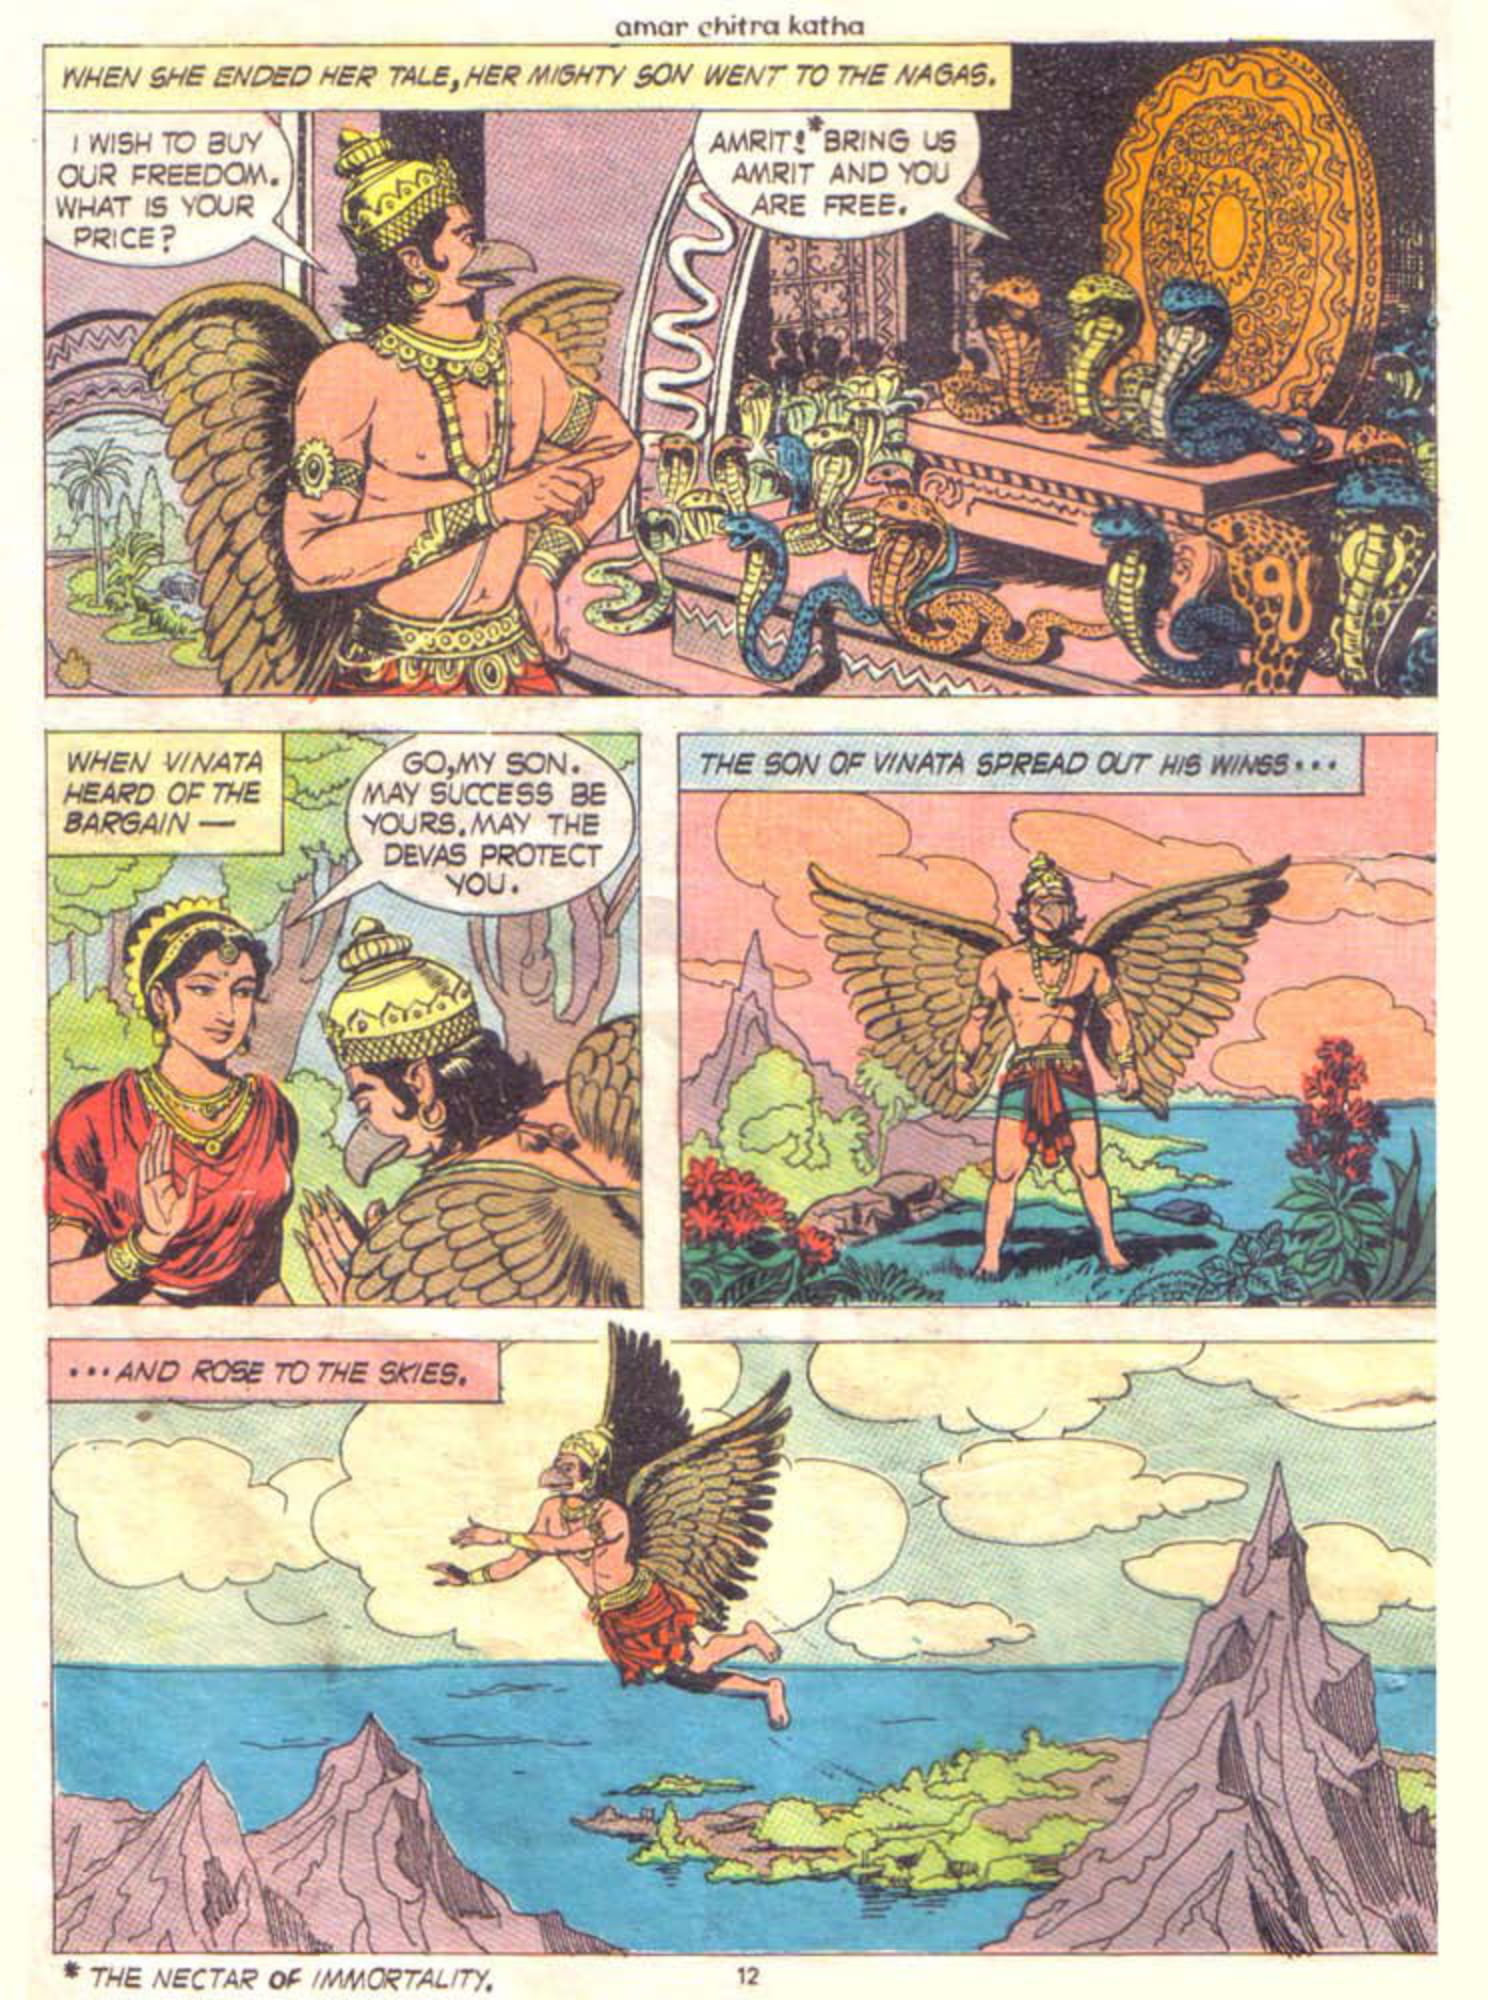 amar chitra katha
WHEN SHE ENDED HER TALE, HER MIGHTY SON WENT TO THE NAGAS.
I WISH TO BUY
OUR FREEDOM.
WHAT IS YOUR
PRICE?
AMRIT!* BRING US
AMRIT AND YOU
ARE FREE.
WHEN VINATA
HEARD OF THE
BARGAIN —
GO, MY SON.
MAY SUCCESS BE
YOURS. MAY THE
DEVAS PROTECT
YOU.
THE SON OF VINATA SPREAD OUT HIS WINGS...
...AND ROSE TO THE SKIES.
* THE NECTAR OF IMMORTALITY.
12